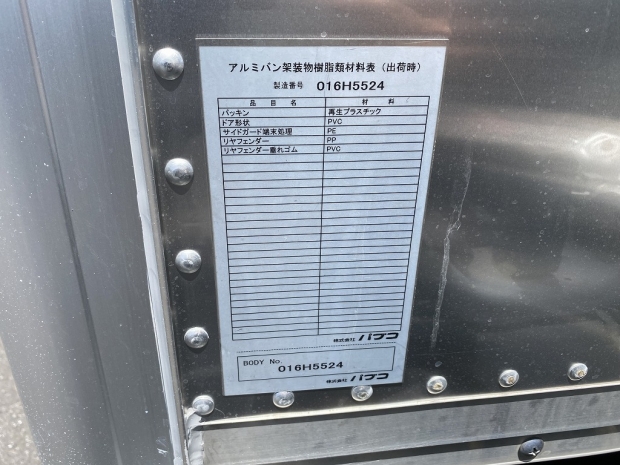 アルミバン架装物樹脂類材料表（出荷時）
製造番号 016H5524
品目名 材料
パッキン 再生プラスチック
ドア形状 PVC
サイドガード端末処理 PE
リヤフェンダー PP
リヤフェンダー垂れゴム PVC
株式会社 パブコ
BODY No.
016H5524
株式会社 パブコ